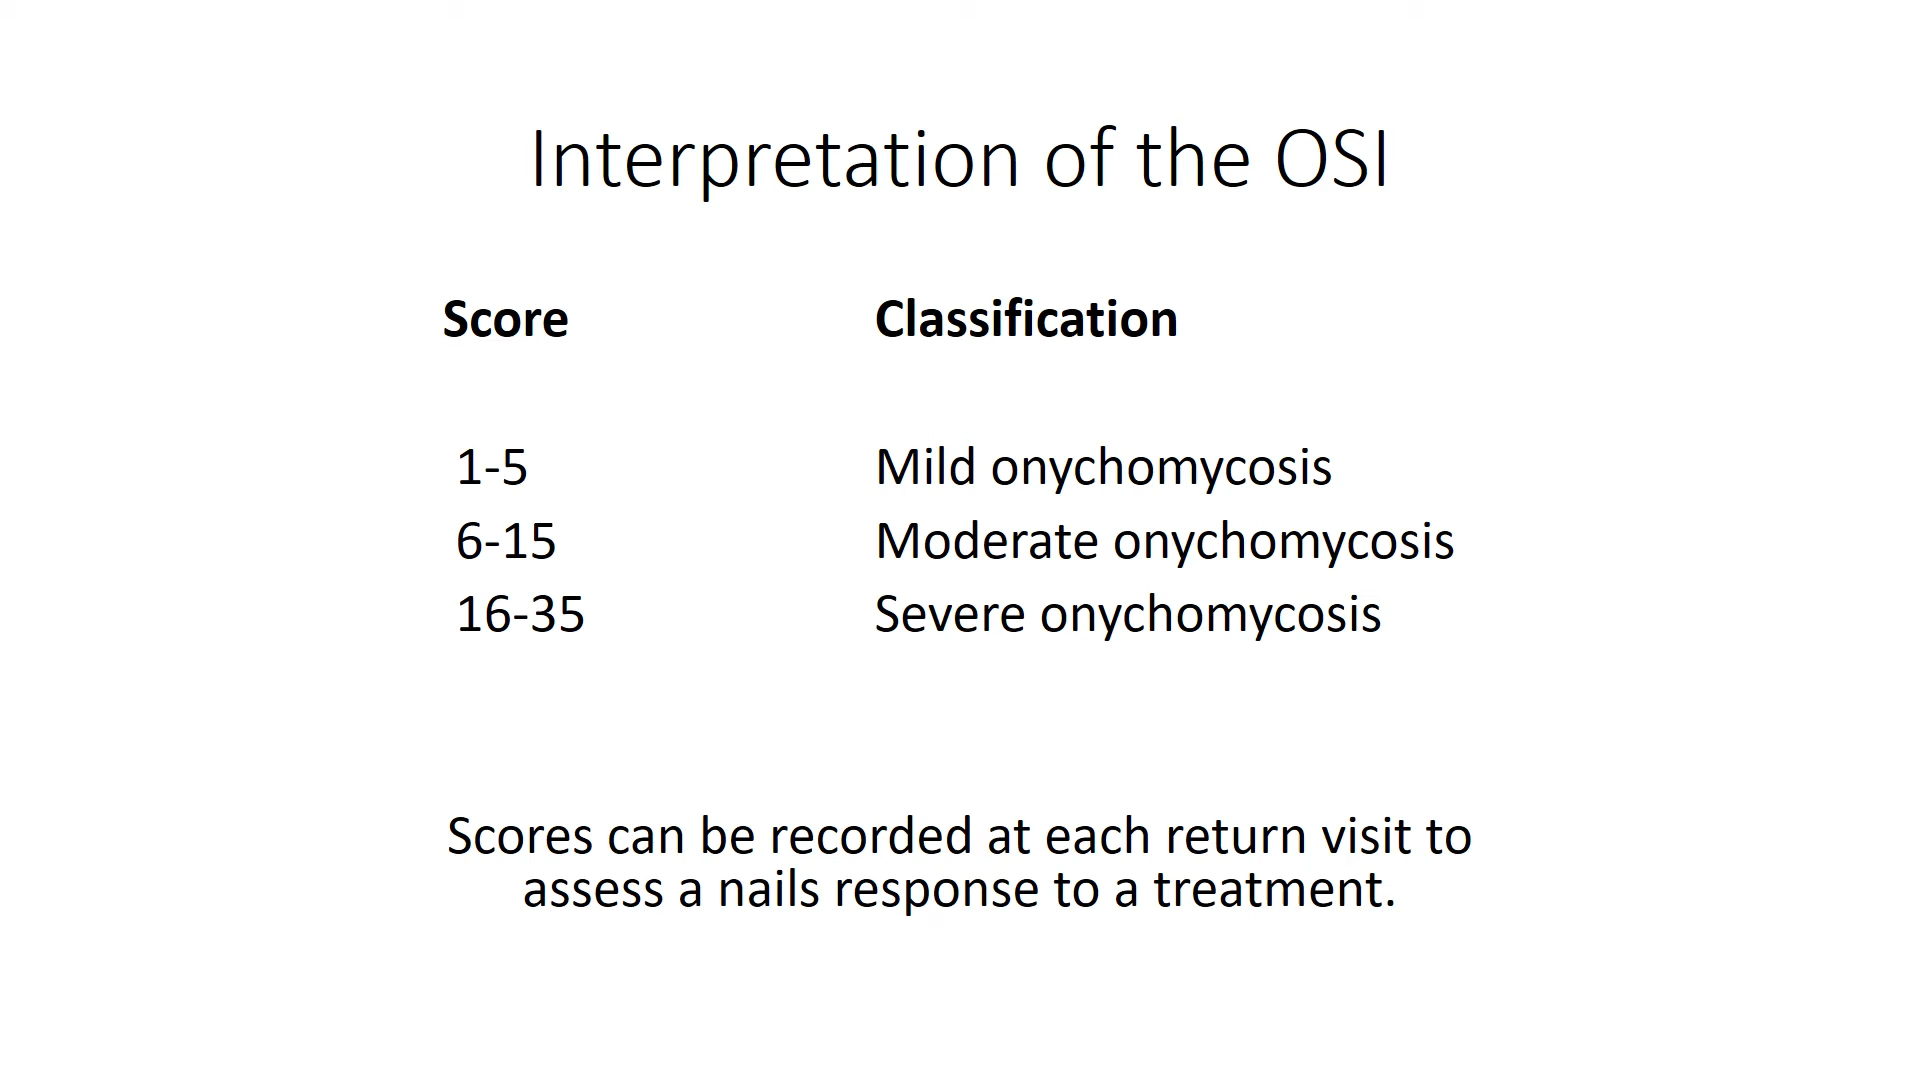 Interpretation of the OSI
Score Classification
1-5 Mild onychomycosis
6-15 Moderate onychomycosis
16-35 Severe onychomycosis
Scores can be recorded at each return visit to
assess a nails response to a treatment.